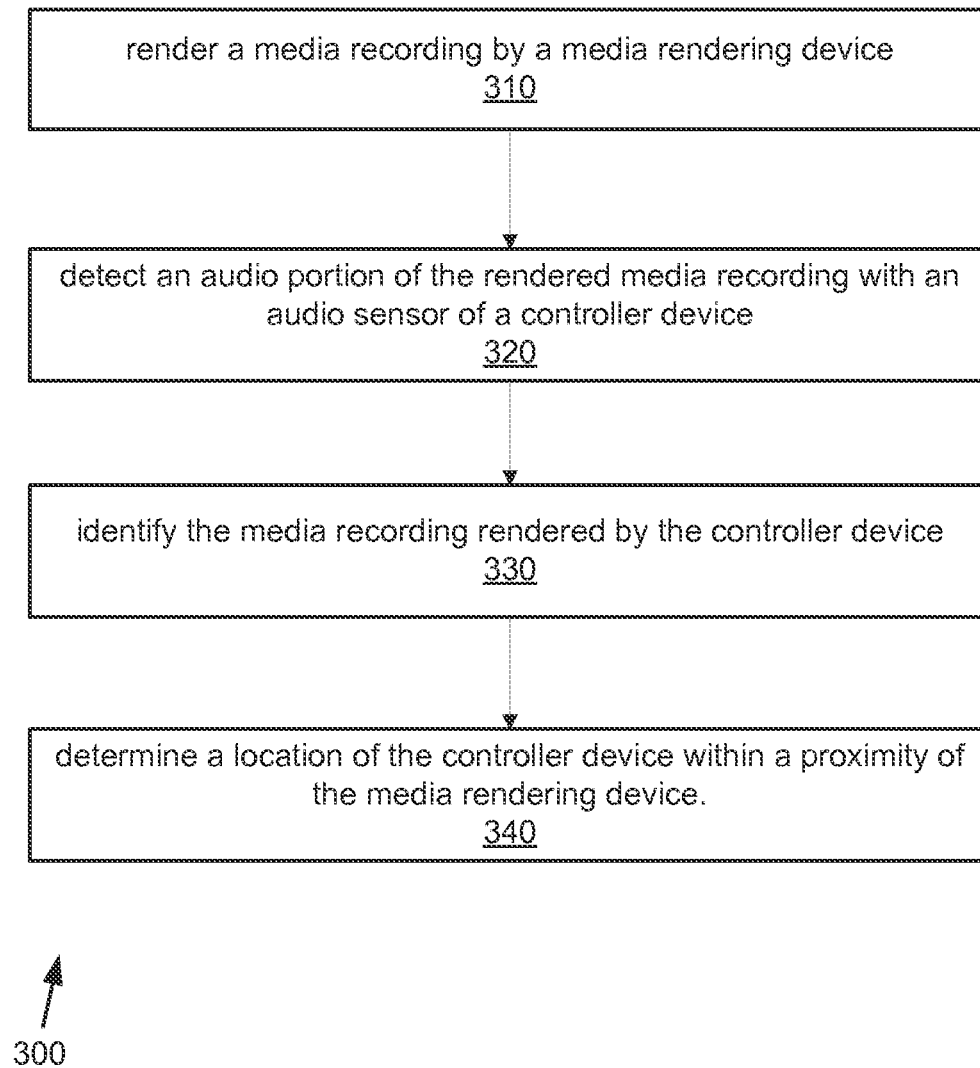 render a media recording by a media rendering device
310
detect an audio portion of the rendered media recording with an
audio sensor of a controller device
320
identify the media recording rendered by the controller device
330
determine a location of the controller device within a proximity of
the media rendering device.
340
300